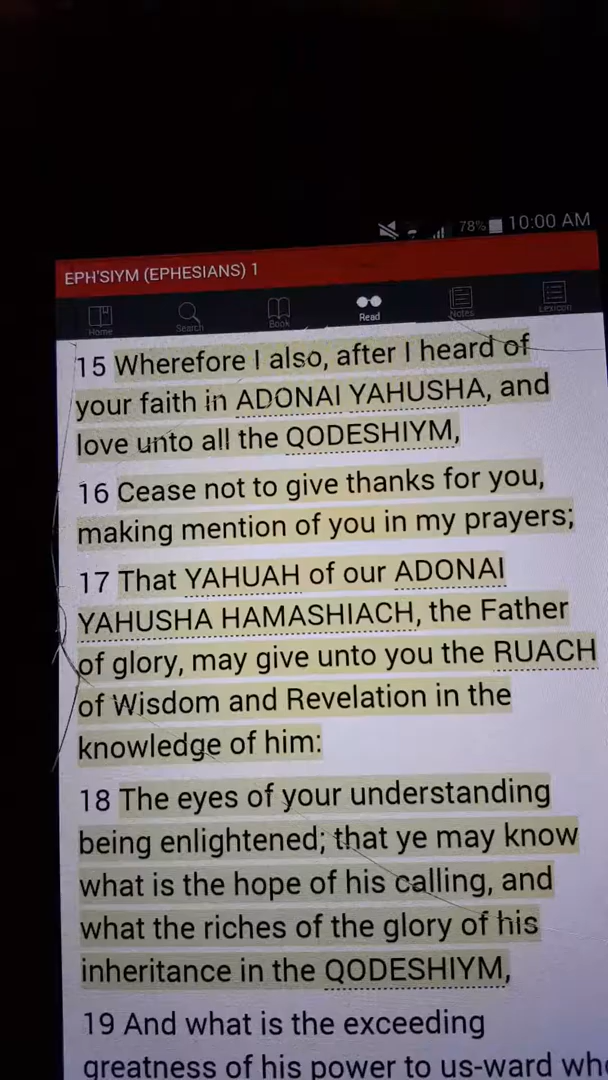 78% 10:00 AM
EPH'SIYM (EPHESIANS) 1
Home Search Book Read Notes Lexicon
15 Wherefore I also, after I heard of
your faith in ADONAI YAHUSHA, and
love unto all the QODESHIYM,
16 Cease not to give thanks for you,
making mention of you in my prayers;
17 That YAHUAH of our ADONAI
YAHUSHA HAMASHIACH, the Father
of glory, may give unto you the RUACH
of Wisdom and Revelation in the
knowledge of him:
18 The eyes of your understanding
being enlightened; that ye may know
what is the hope of his calling, and
what the riches of the glory of his
inheritance in the QODESHIYM,
19 And what is the exceeding
greatness of his power to us-ward who